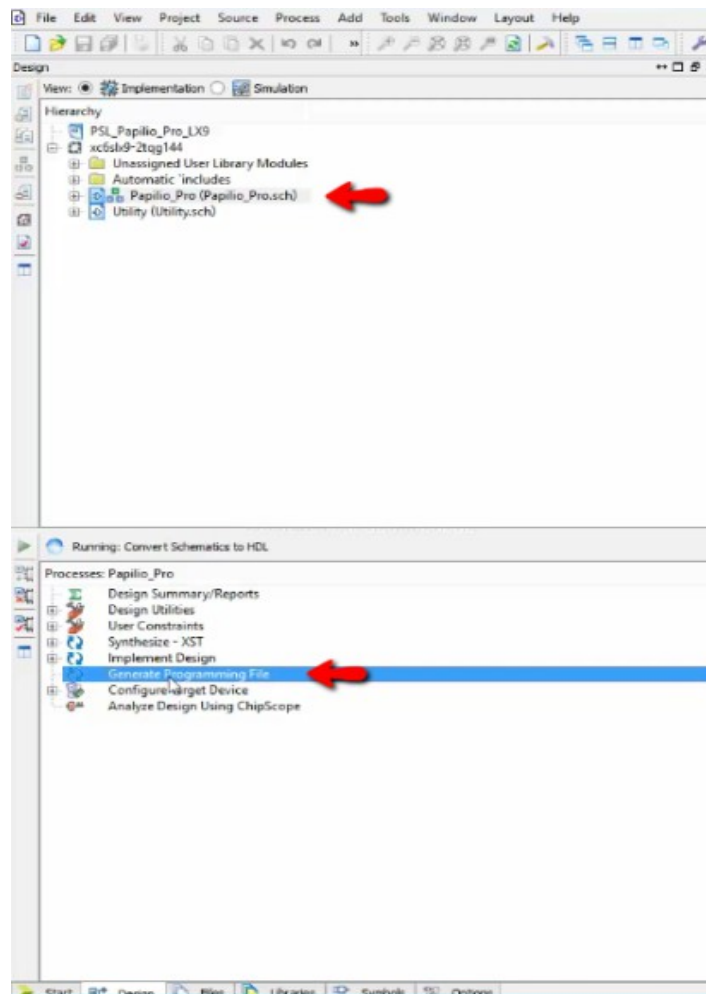 File Edit View Project Source Process Add Tools Window Layout Help
Design
View: Implementation Simulation
Hierarchy
PSL_Papilio_Pro_LX9
xc6slx9-2tqg144
Unassigned User Library Modules
Automatic `includes
Papilio_Pro (Papilio_Pro.sch)
Utility (Utility.sch)
Running: Convert Schematics to HDL
Processes: Papilio_Pro
Design Summary/Reports
Design Utilities
User Constraints
Synthesize - XST
Implement Design
Generate Programming File
Configure Target Device
Analyze Design Using ChipScope
Start Design Files Libraries Symbols Options